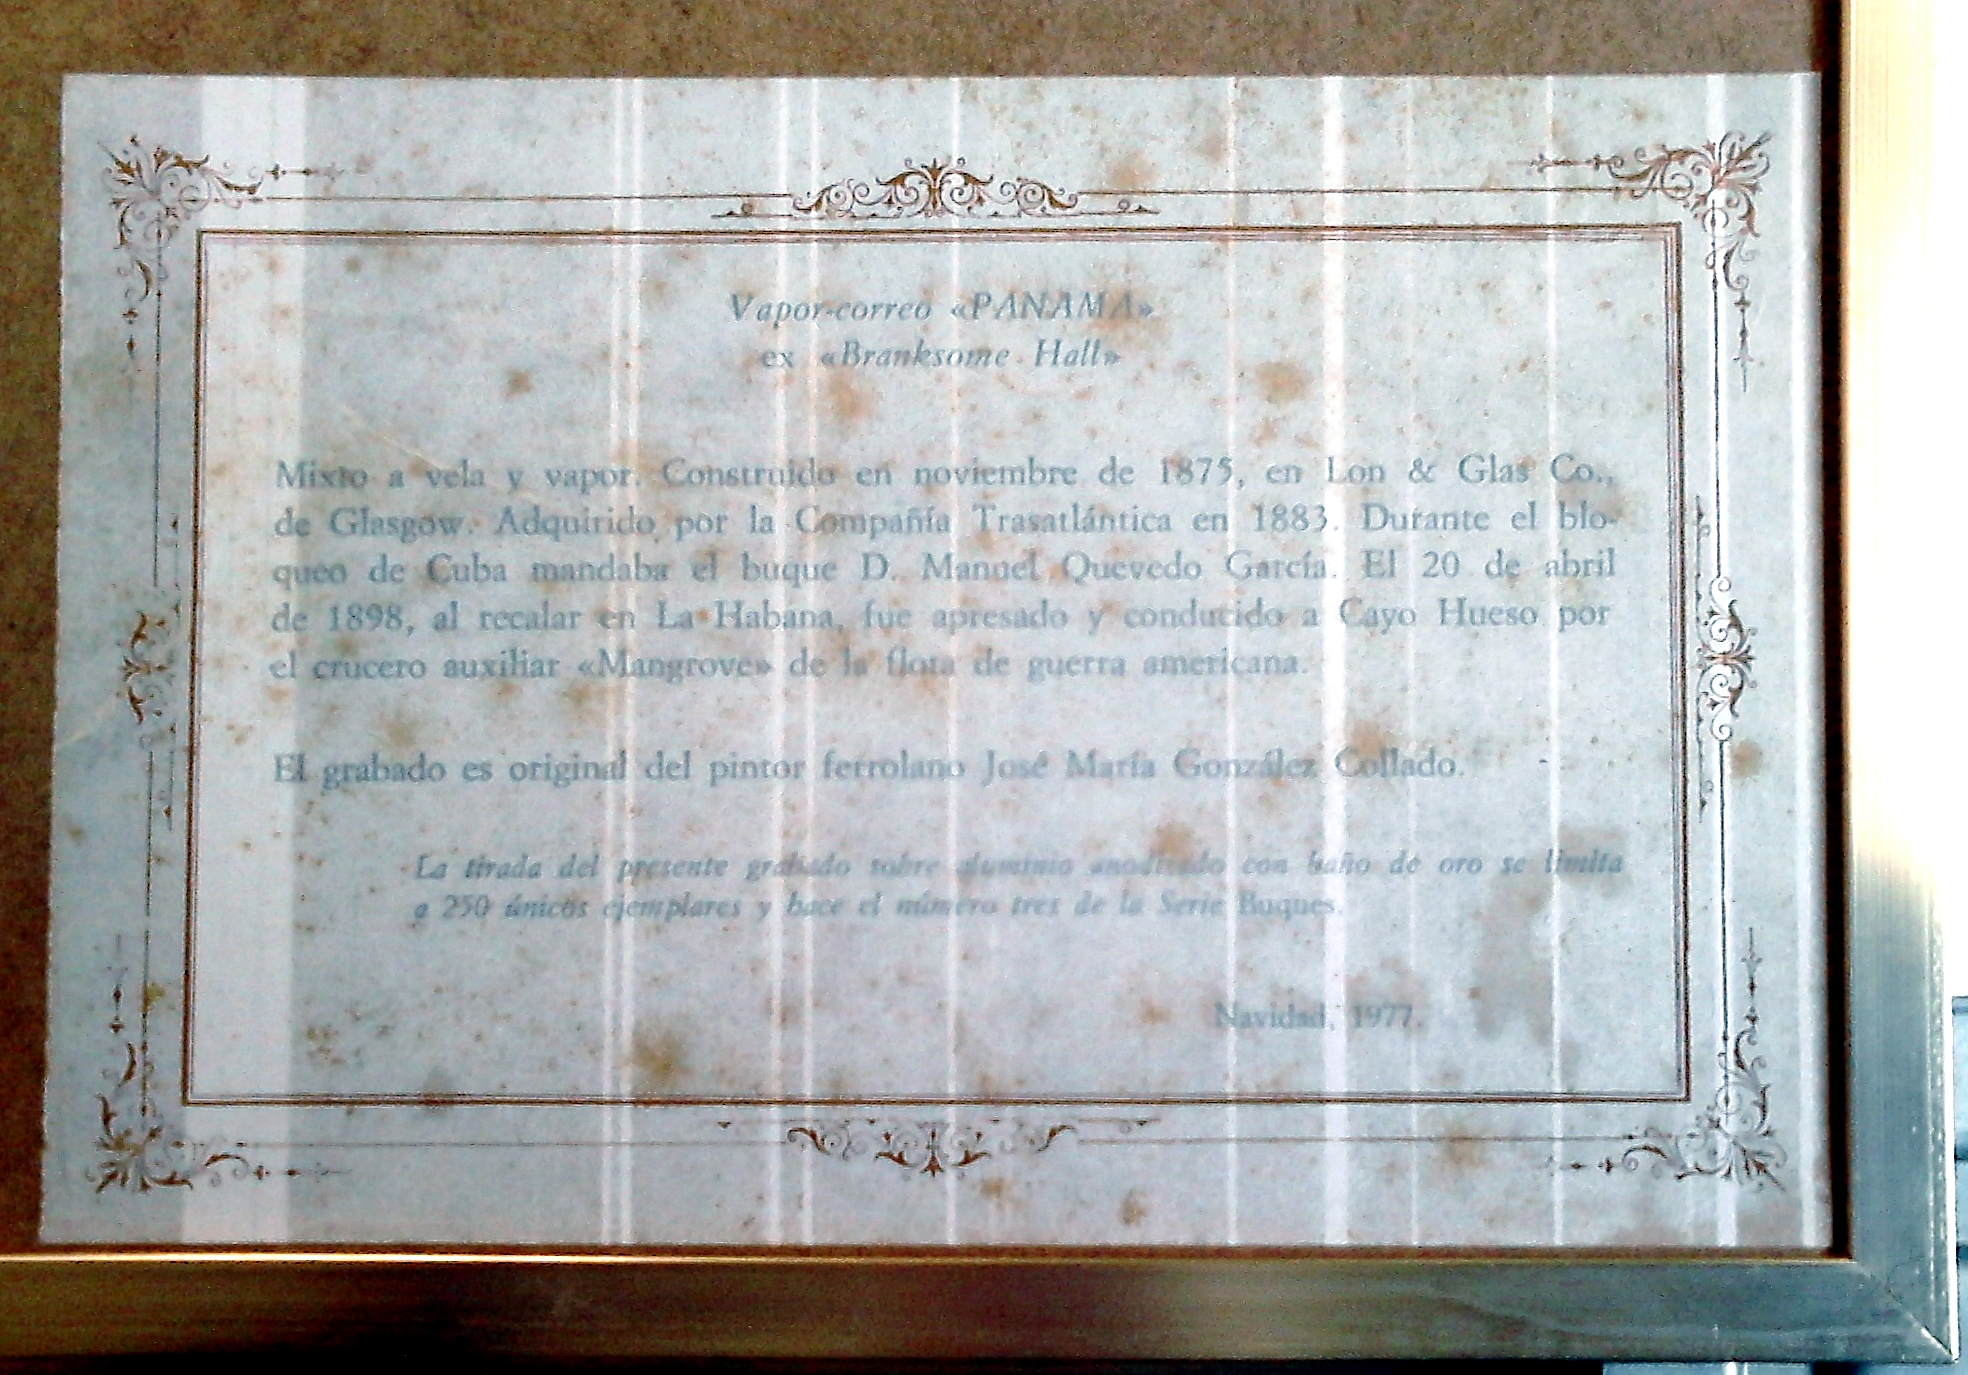 Vapor-correo «PANAMA»
ex «Branksome Hall»
Mixto a vela y vapor. Construido en noviembre de 1875, en Lon & Glas Co.,
de Glasgow. Adquirido por la Compañía Trasatlántica en 1883. Durante el blo-
queo de Cuba mandaba el buque D. Manuel Quevedo García. El 20 de abril
de 1898, al recalar en La Habana, fue apresado y conducido a Cayo Hueso por
el crucero auxiliar «Mangrove» de la flota de guerra americana.
El grabado es original del pintor ferrolano José María González Collado.
La tirada del presente grabado sobre aluminio anodizado con baño de oro se limita
a 250 únicos ejemplares y hace el número tres de la Serie Buques.
Navidad, 1977.